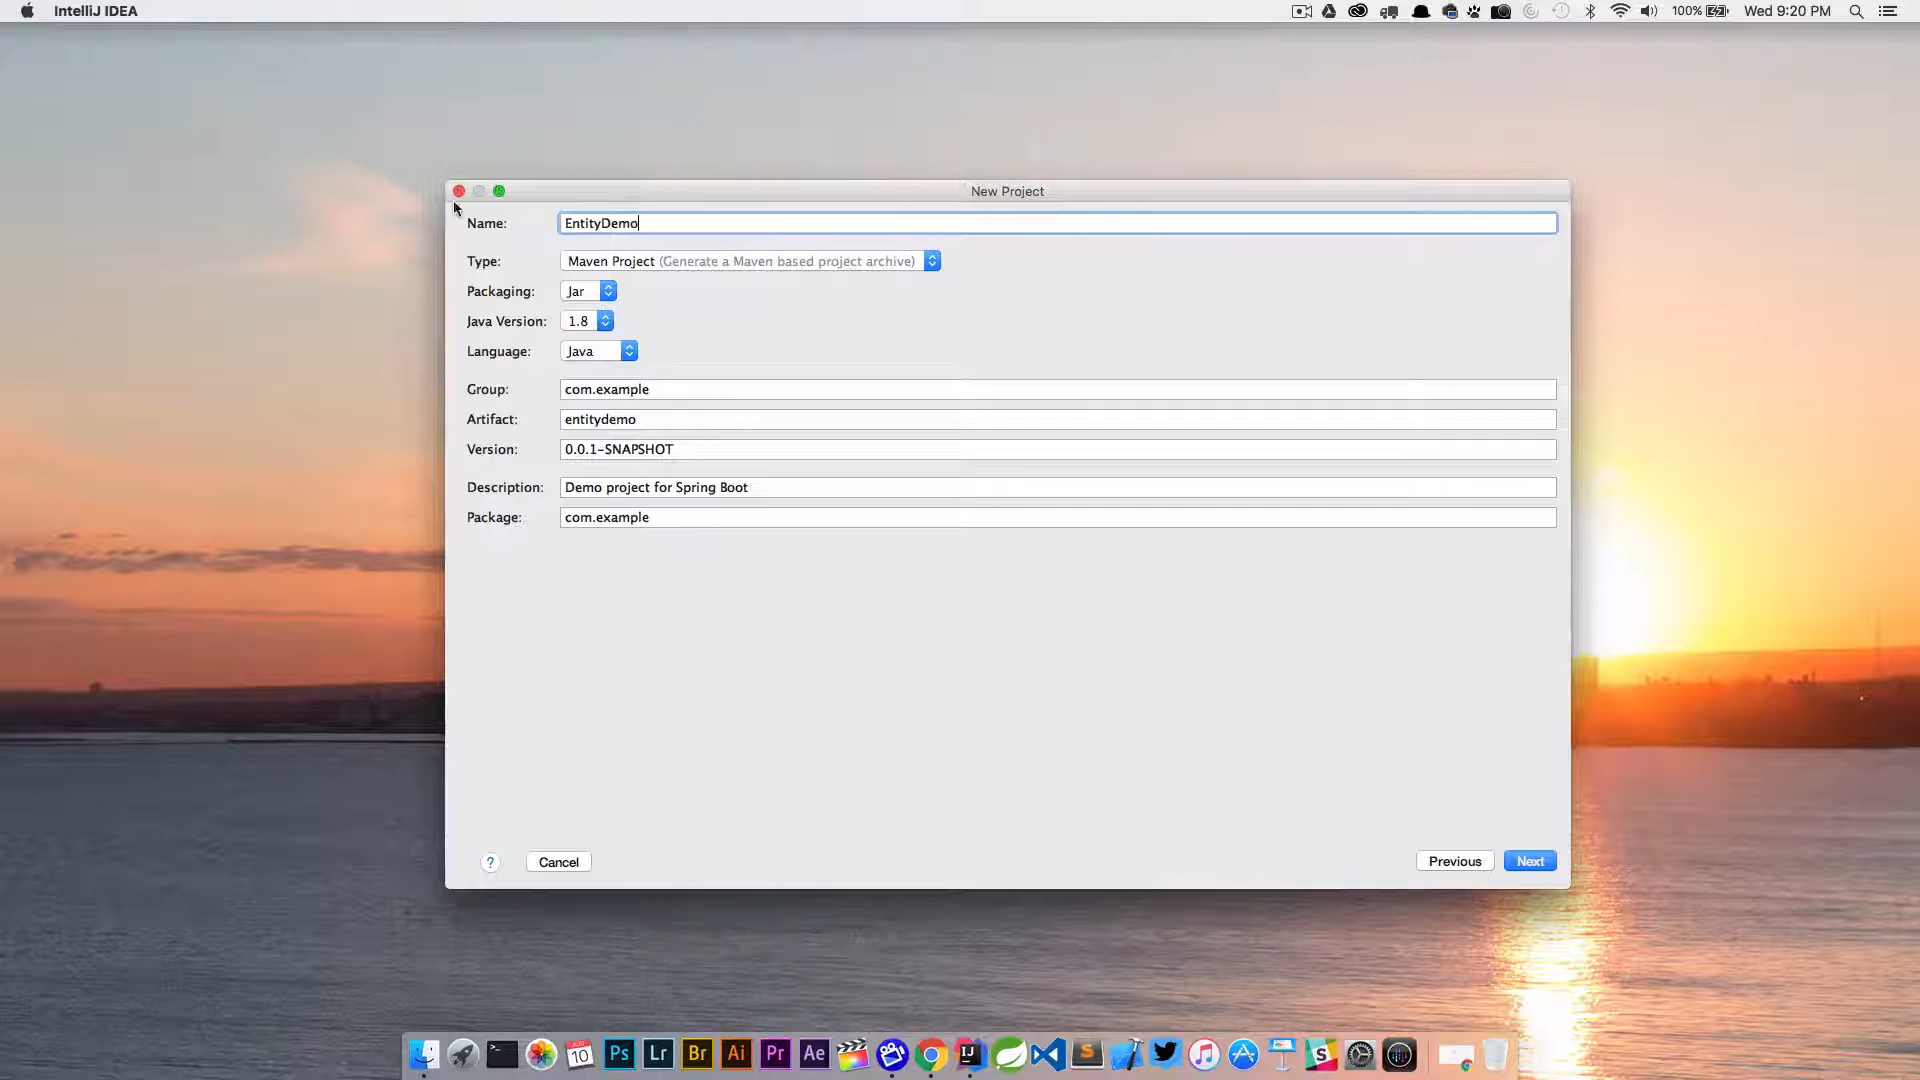 IntelliJ IDEA
100%
Wed 9:20 PM
New Project
Name: EntityDemo
Type: Maven Project (Generate a Maven based project archive)
Packaging: Jar
Java Version: 1.8
Language: Java
Group: com.example
Artifact: entitydemo
Version: 0.0.1-SNAPSHOT
Description: Demo project for Spring Boot
Package: com.example
?
Cancel
Previous
Next
10
Ps
Lr
Br
Ai
Pr
Ae
IJ
S